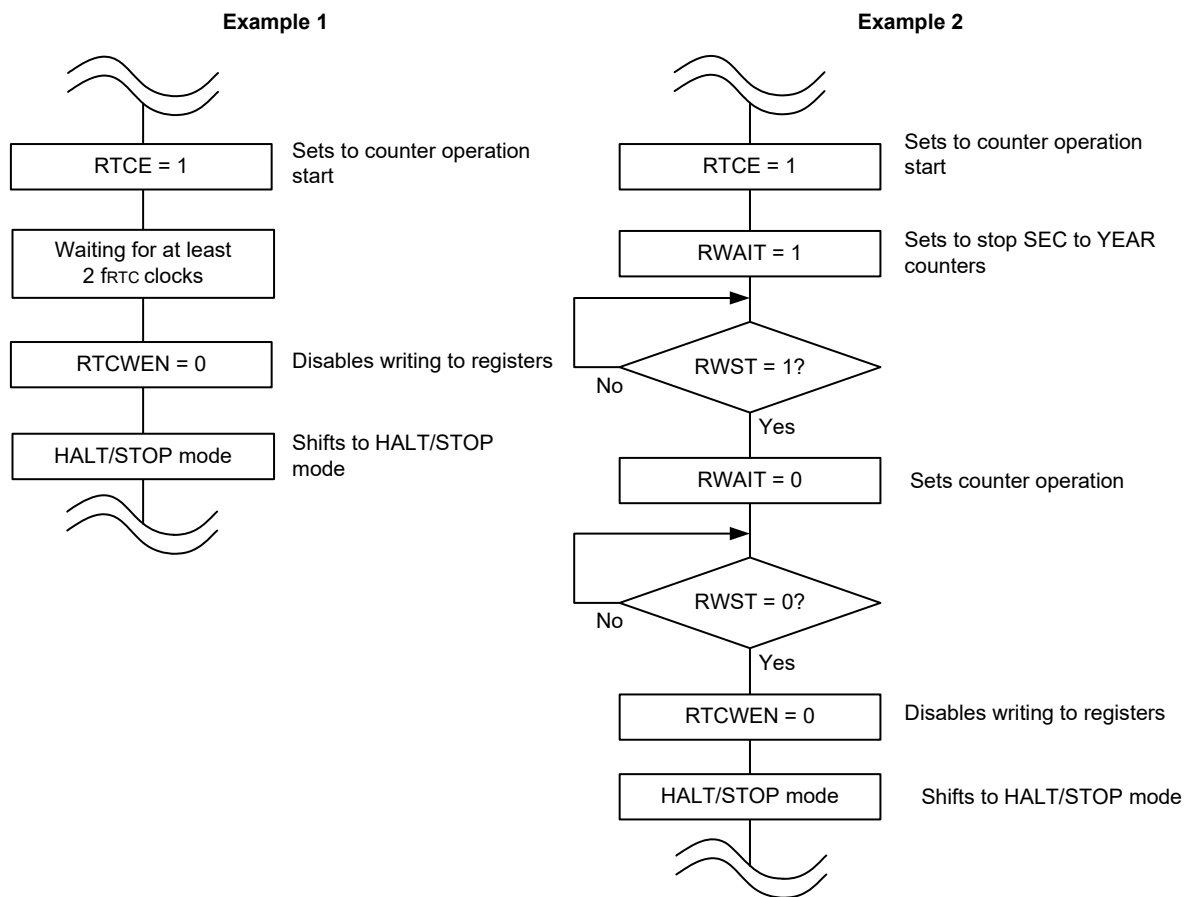 Example 1
RTCE = 1
Sets to counter operation
start
Waiting for at least
2 fRTC clocks
RTCWEN = 0
Disables writing to registers
HALT/STOP mode
Shifts to HALT/STOP
mode
Example 2
RTCE = 1
Sets to counter operation
start
RWAIT = 1
Sets to stop SEC to YEAR
counters
RWST = 1?
No
Yes
RWAIT = 0
Sets counter operation
RWST = 0?
No
Yes
RTCWEN = 0
Disables writing to registers
HALT/STOP mode
Shifts to HALT/STOP mode